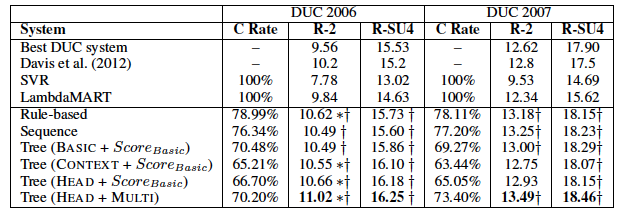 DUC 2006 DUC 2007
System C Rate R-2 R-SU4 C Rate R-2 R-SU4
Best DUC system – 9.56 15.53 – 12.62 17.90
Davis et al. (2012) – 10.2 15.2 – 12.8 17.5
SVR 100% 7.78 13.02 100% 9.53 14.69
LambdaMART 100% 9.84 14.63 100% 12.34 15.62
Rule-based 78.99% 10.62 ∗† 15.73 † 78.11% 13.18† 18.15†
Sequence 76.34% 10.49 † 15.60 † 77.20% 13.25† 18.23†
Tree (BASIC + Score_Basic) 70.48% 10.49 † 15.86 † 69.27% 13.00† 18.29†
Tree (CONTEXT + Score_Basic) 65.21% 10.55 ∗† 16.10 † 63.44% 12.75 18.07†
Tree (HEAD + Score_Basic) 66.70% 10.66 ∗† 16.18 † 65.05% 12.93 18.15†
Tree (HEAD + MULTI) 70.20% 11.02 ∗† 16.25 † 73.40% 13.49† 18.46†